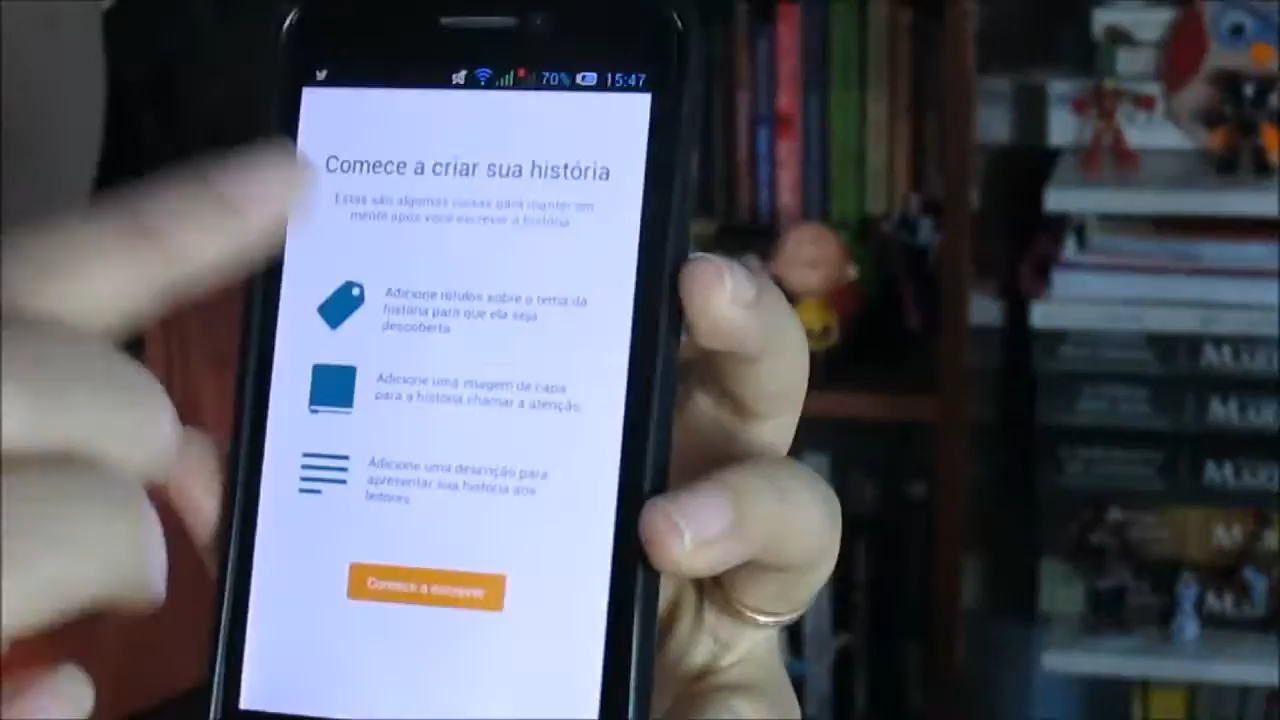 70% 15:47
Comece a criar sua história
Estas são algumas coisas para manter em
mente após você escrever a história
Adicione rótulos sobre o tema da
história para que ela seja
descoberta
Adicione uma imagem de capa
para a história chamar a atenção.
Adicione uma descrição para
apresentar sua história aos
leitores
Comece a escrever